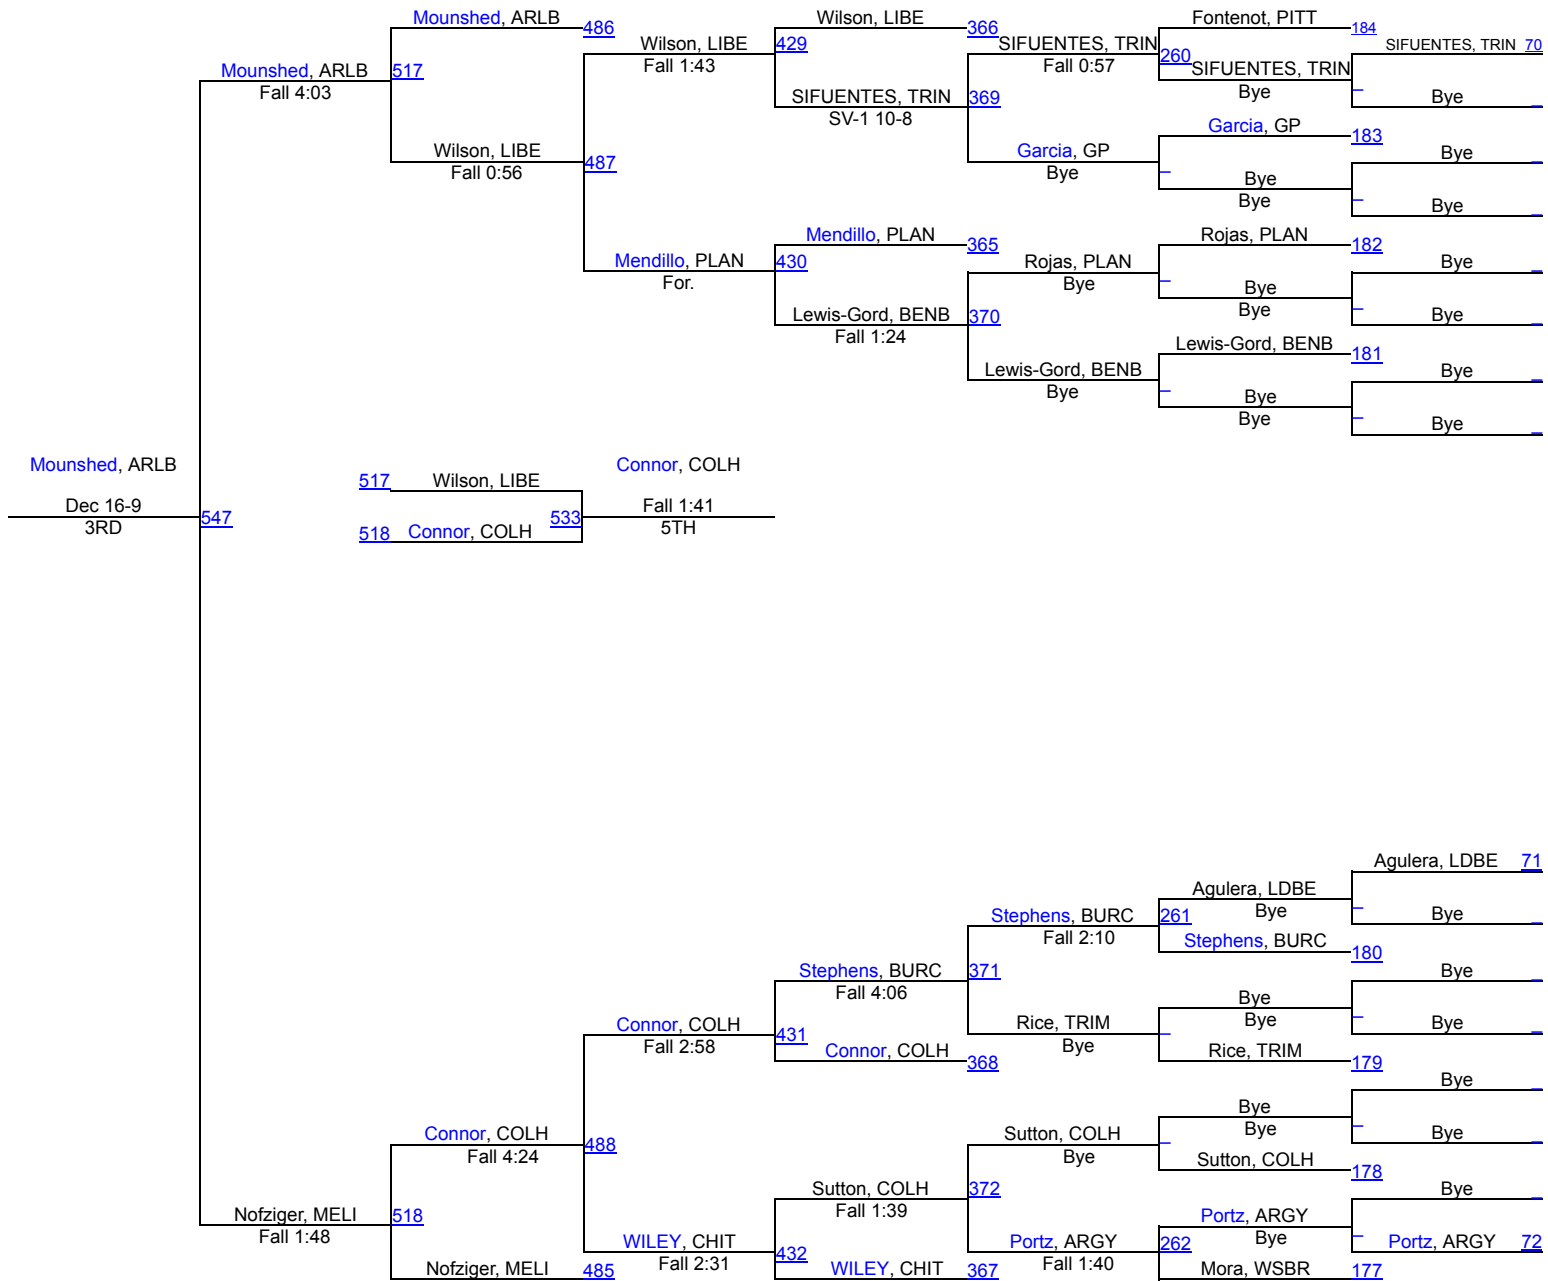 Mounshed, ARLB
486
Wilson, LIBE
366
Fontenot, PITT
184
Wilson, LIBE
429
Fall 1:43
SIFUENTES, TRIN
Fall 0:57
260
SIFUENTES, TRIN 70
Mounshed, ARLB
517
Fall 4:03
SIFUENTES, TRIN
Bye
Bye
SIFUENTES, TRIN
369
SV-1 10-8
Garcia, GP
183
Wilson, LIBE
487
Fall 0:56
Garcia, GP
Bye
Bye
Bye
Bye
Bye
Mendillo, PLAN
365
Rojas, PLAN
182
Mendillo, PLAN
430
For.
Rojas, PLAN
Bye
Bye
Bye
Bye
Bye
Lewis-Gord, BENB
370
Fall 1:24
Lewis-Gord, BENB
181
Lewis-Gord, BENB
Bye
Bye
Bye
Bye
Bye
Mounshed, ARLB
Dec 16-9
3RD
547
517 Wilson, LIBE
518 Connor, COLH
533
Connor, COLH
Fall 1:41
5TH
Agulera, LDBE 71
Agulera, LDBE
Bye
Bye
Stephens, BURC
261
Fall 2:10
Stephens, BURC
180
Stephens, BURC
371
Fall 4:06
Bye
Bye
Bye
Bye
Connor, COLH
431
Fall 2:58
Rice, TRIM
Bye
Connor, COLH
368
Rice, TRIM
179
Bye
Bye
Bye
Bye
Connor, COLH
488
Fall 4:24
Sutton, COLH
Bye
Sutton, COLH
178
Sutton, COLH
372
Fall 1:39
Bye
Nofziger, MELI
518
Fall 1:48
Portz, ARGY
Bye
WILEY, CHIT
432
Fall 2:31
Portz, ARGY
262
Fall 1:40
Portz, ARGY 72
Nofziger, MELI
485
WILEY, CHIT
367
Mora, WSBR
177